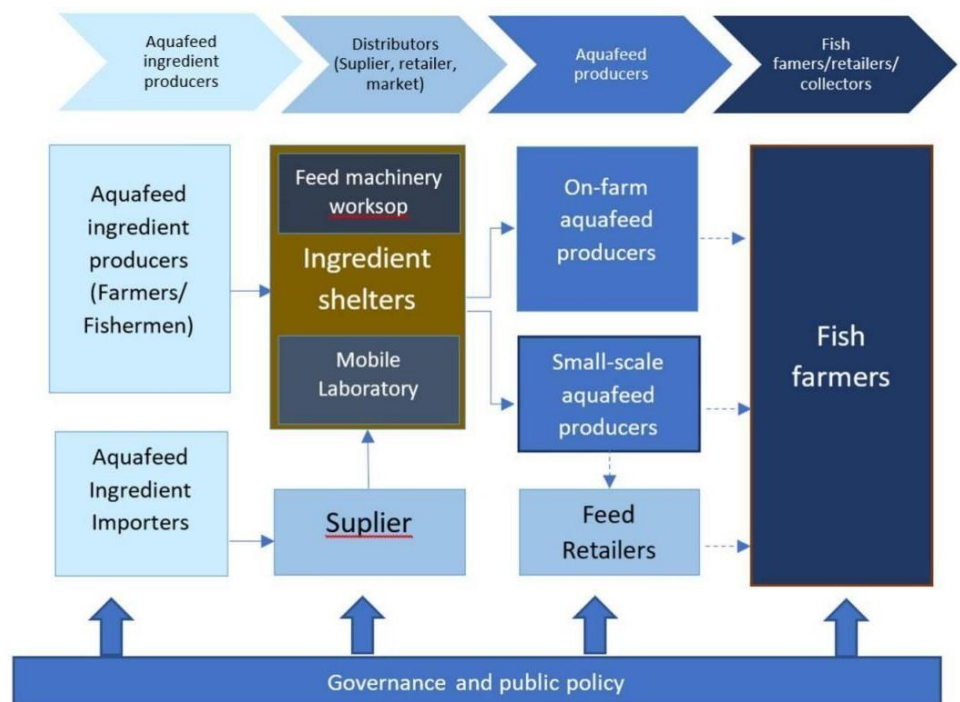 Aquafeed
ingredient
producers
Distributors
(Suplier, retailer,
market)
Aquafeed
producers
Fish
famers/retailers/
collectors
Aquafeed
ingredient
producers
(Farmers/
Fishermen)
Feed machinery
worksop
Ingredient
shelters
Mobile
Laboratory
On-farm
aquafeed
producers
Small-scale
aquafeed
producers
Fish
farmers
Aquafeed
Ingredient
Importers
Suplier
Feed
Retailers
Governance and public policy